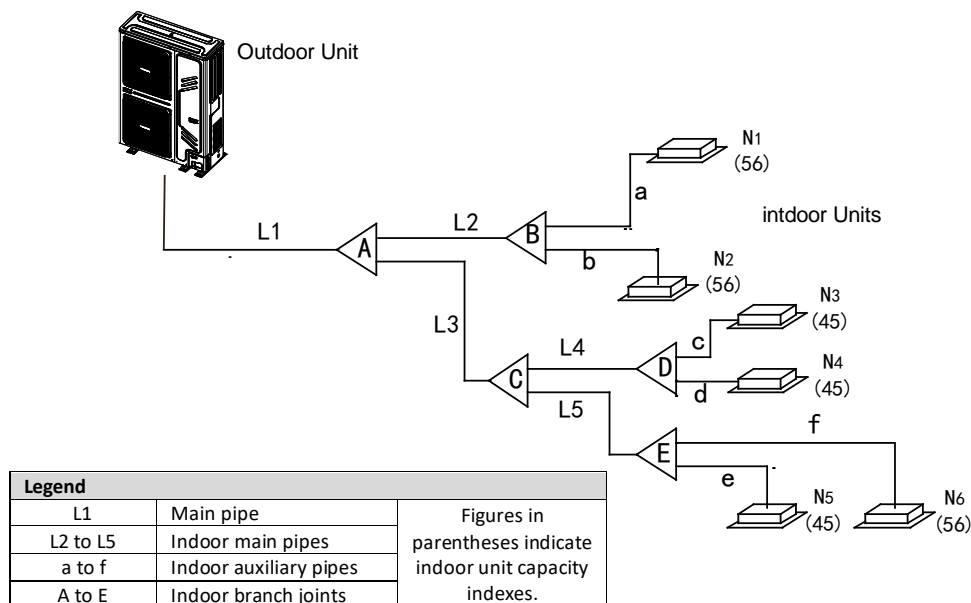 Outdoor Unit
N1
(56)
a
intdoor Units
L1
A
L2
B
b
N2
(56)
L3
N3
(45)
c
L4
D
C
N4
(45)
d
L5
f
E
e
N5
(45)
N6
(56)
Legend
L1 Main pipe
L2 to L5 Indoor main pipes
a to f Indoor auxiliary pipes
A to E Indoor branch joints
Figures in
parentheses indicate
indoor unit capacity
indexes.